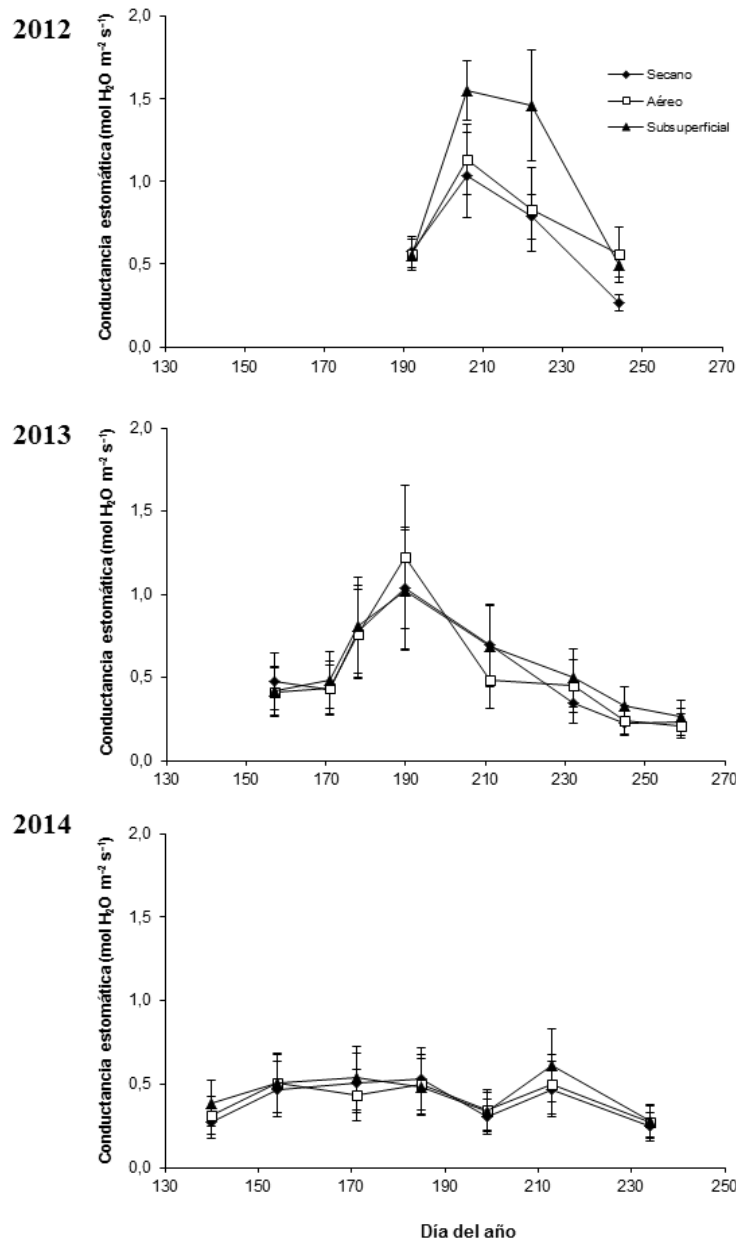 2012
Conductancia estomática (mol H₂O m⁻² s⁻¹)
2,0
1,5
1,0
0,5
0,0
130 150 170 190 210 230 250 270
Secano
Aéreo
Subsuperficial
2013
Conductancia estomática (mol H₂O m⁻² s⁻¹)
2,0
1,5
1,0
0,5
0,0
130 150 170 190 210 230 250 270
2014
Conductancia estomática (mol H₂O m⁻² s⁻¹)
2,0
1,5
1,0
0,5
0,0
130 150 170 190 210 230 250
Día del año